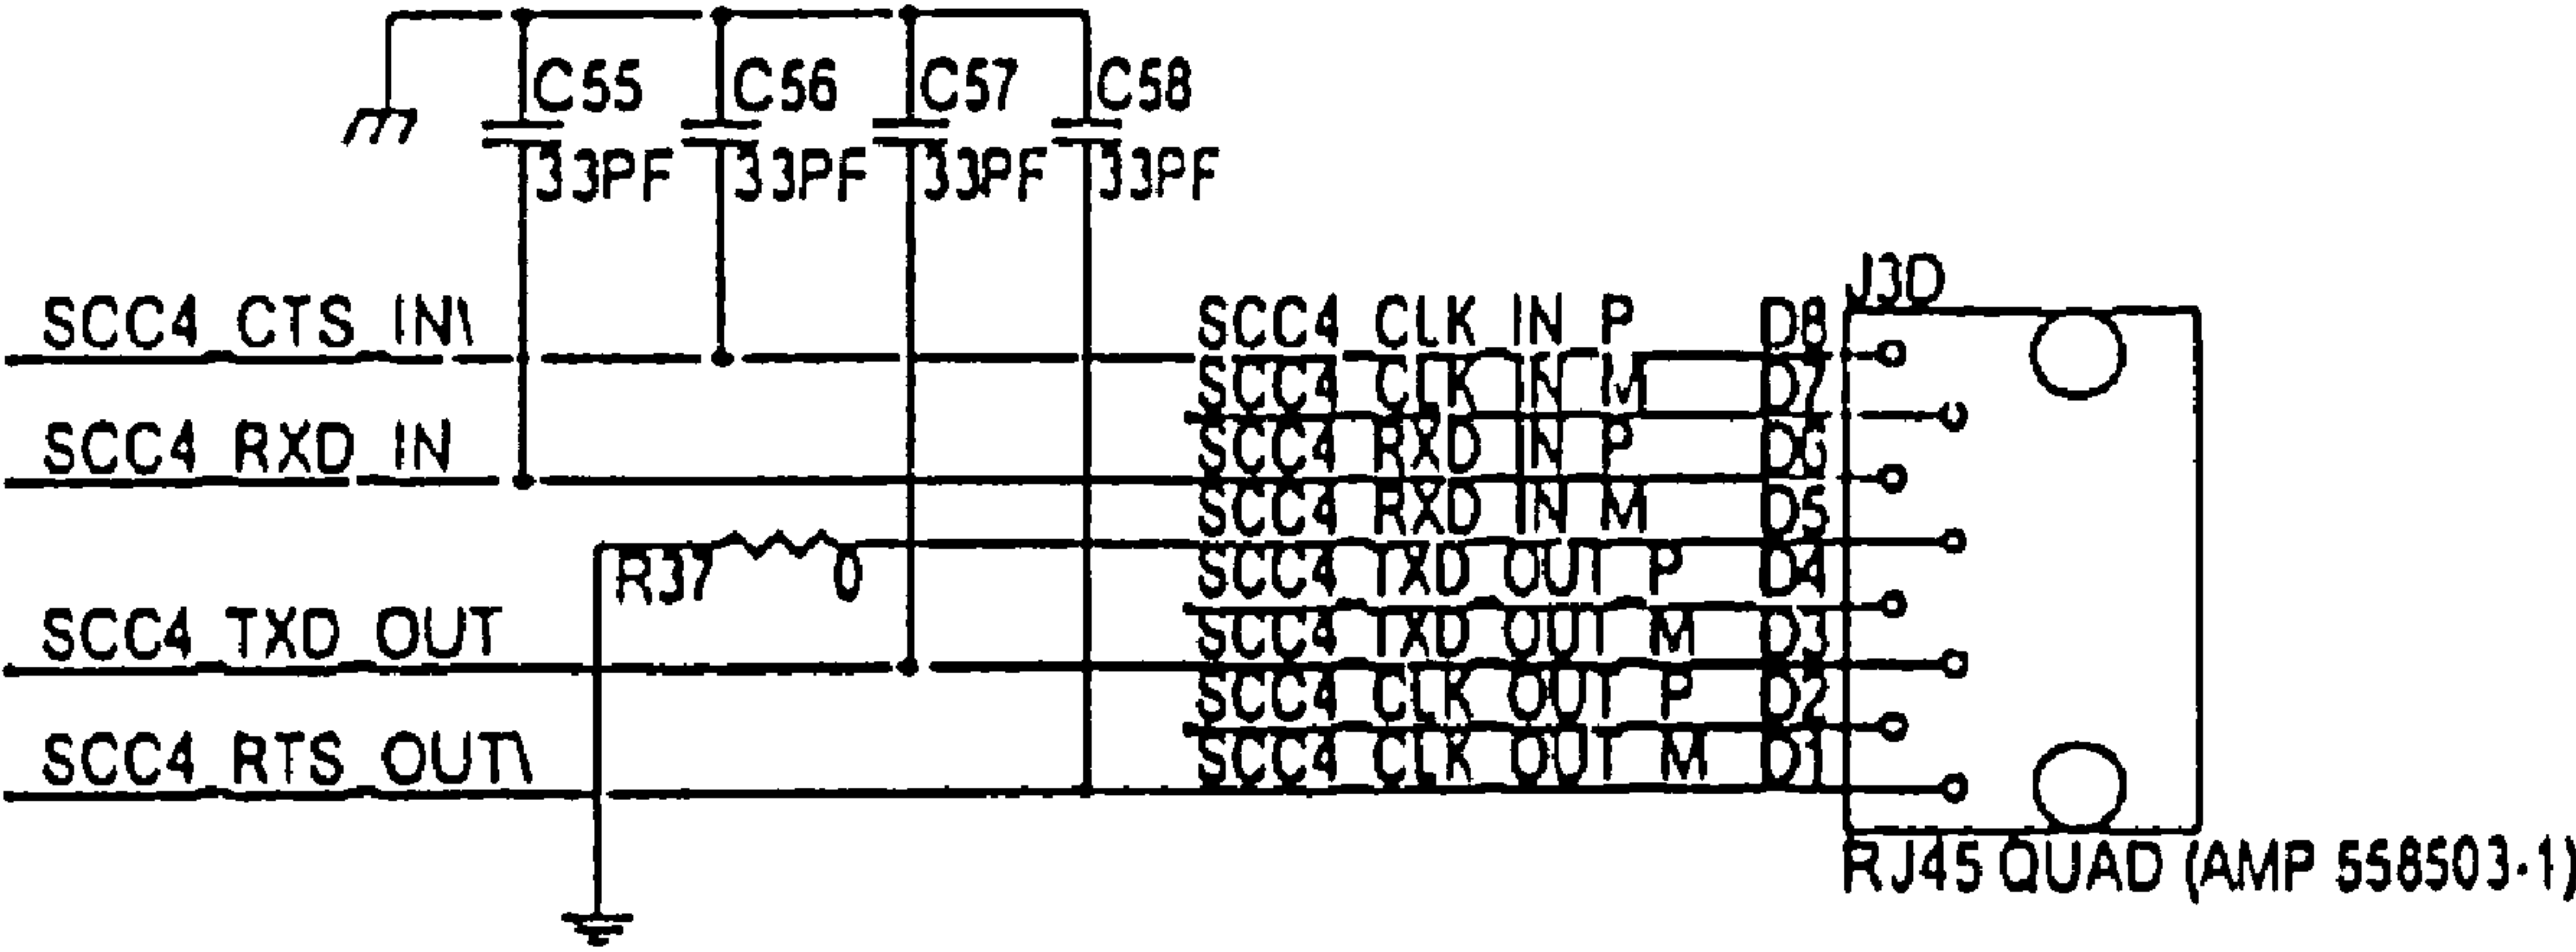 C55 C56 C57 C58
33PF 33PF 33PF 33PF
J3D
SCC4 CTS IN\
SCC4 CLK IN P D8
SCC4 CLK IN M D7
SCC4 RXD IN
SCC4 RXD IN P D6
SCC4 RXD IN M D5
R37 0
SCC4 TXD OUT P D4
SCC4 TXD OUT
SCC4 TXD OUT M D3
SCC4 CLK OUT P D2
SCC4 RTS OUT\
SCC4 CLK OUT M D1
RJ45 QUAD (AMP 558503-1)